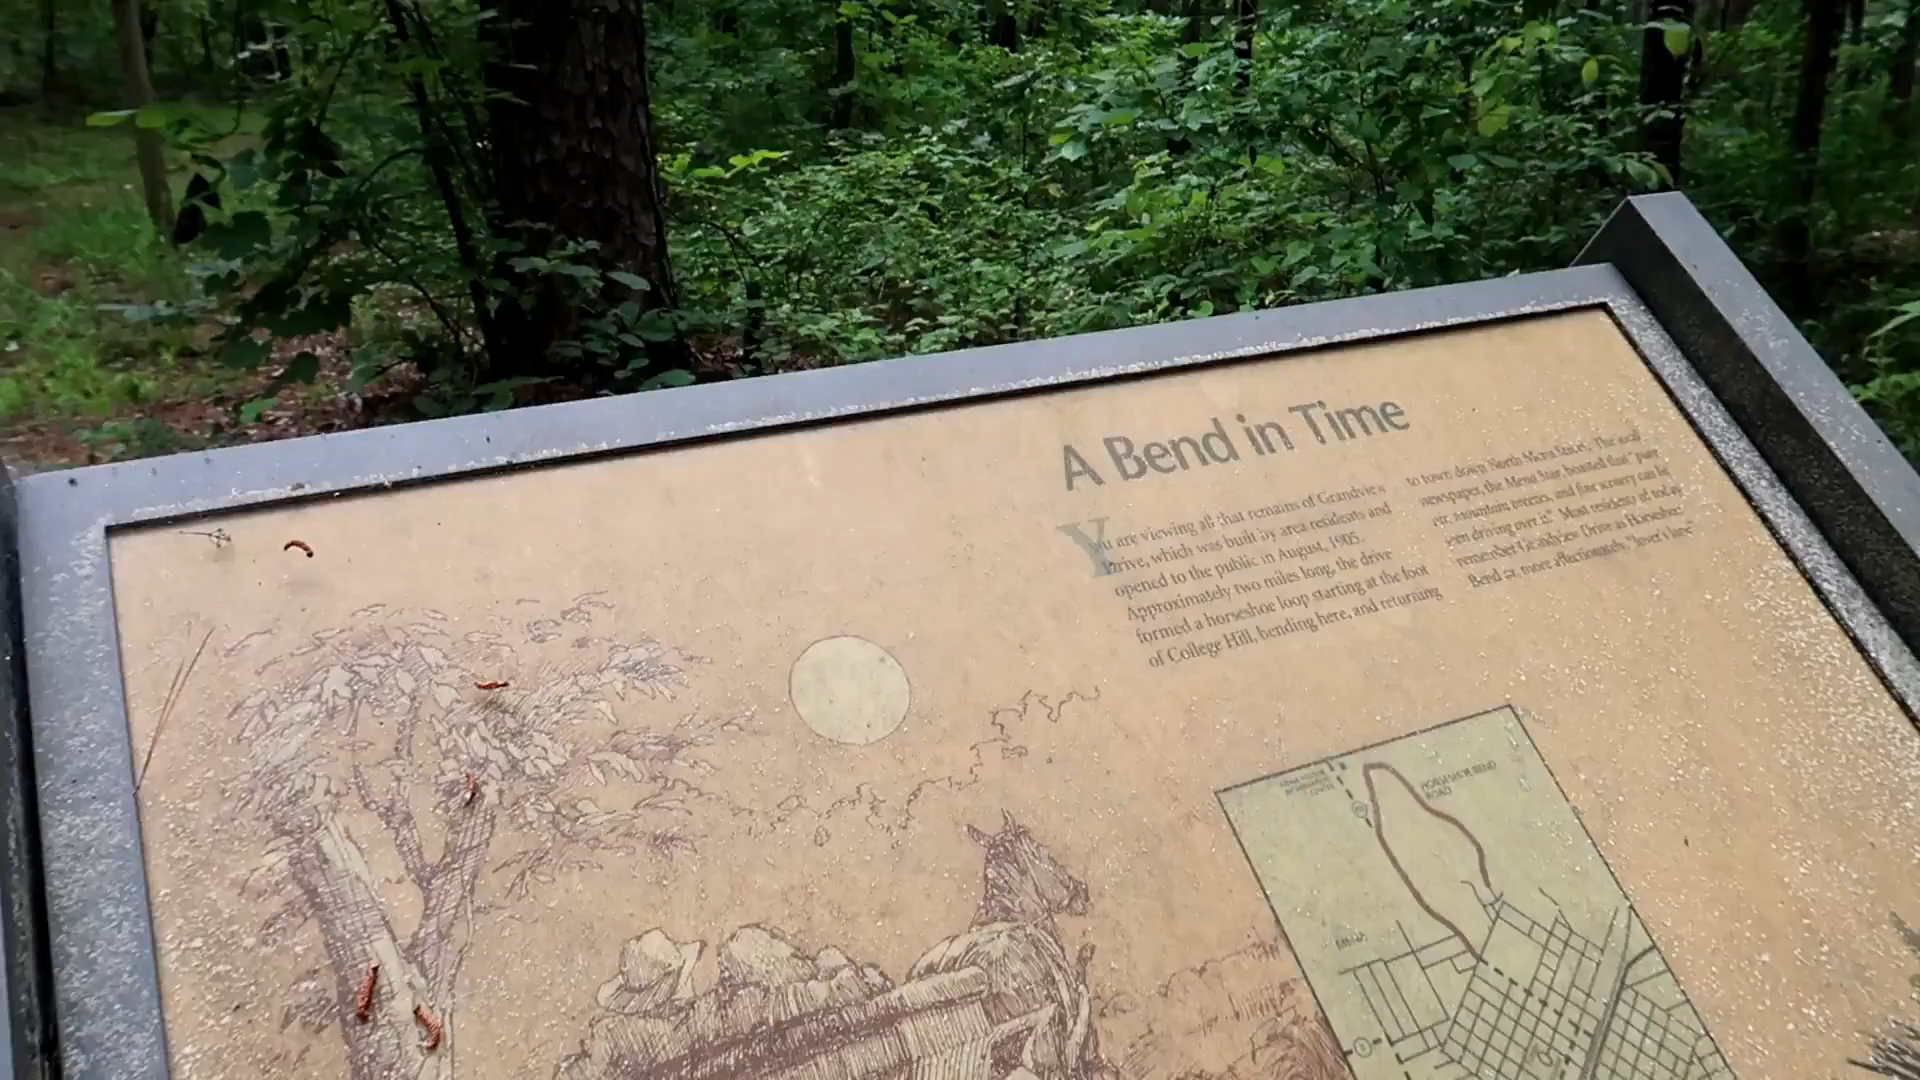 A Bend in Time
You are viewing all that remains of Grandview
Drive, which was built by area residents and
opened to the public in August, 1905.
Approximately two miles long, the drive
formed a horseshoe loop starting at the foot
of College Hill, bending here, and returning
to town down North Mena Street. The local
newspaper, the Mena Star, boasted that "pure
air, mountain breezes, and fine scenery can be
seen driving over it." Most residents of today
remember Grandview Drive as Horseshoe
Bend or, more affectionately, "lover's lane"
HORSESHOE BEND
ROAD
MENA